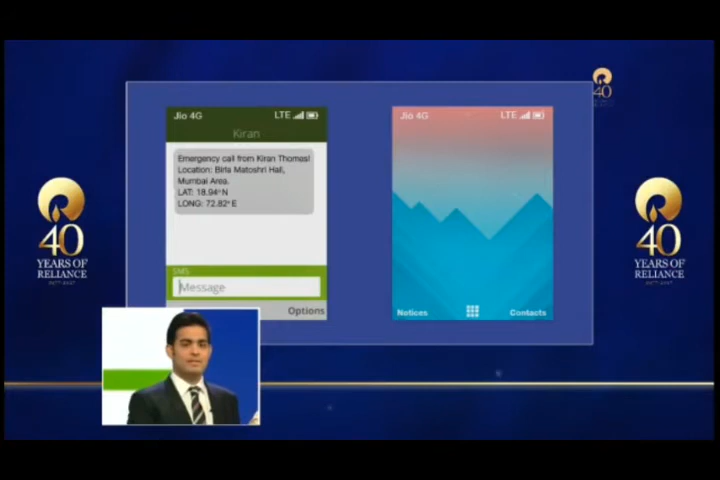 40
Jio 4G LTE
Jio 4G LTE
Kiran
Emergency call from Kiran Thomas!
Location: Birla Matoshri Hall,
Mumbai Area.
LAT: 18.94° N
LONG: 72.82° E
40
YEARS OF
RELIANCE
40
YEARS OF
RELIANCE
SMS
Message
Options
Notices
Contacts